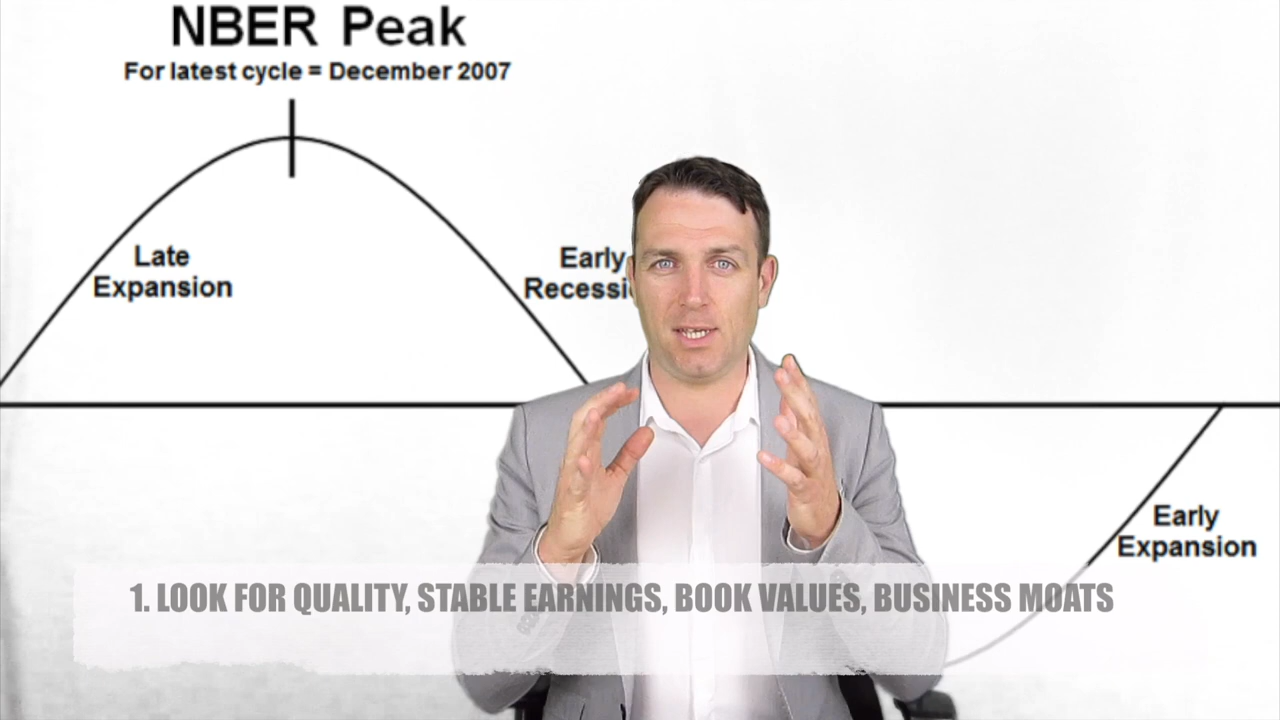 NBER Peak
For latest cycle = December 2007
Late
Expansion
Early
Early
Expansion
1. LOOK FOR QUALITY, STABLE EARNINGS, BOOK VALUES, BUSINESS MOATS